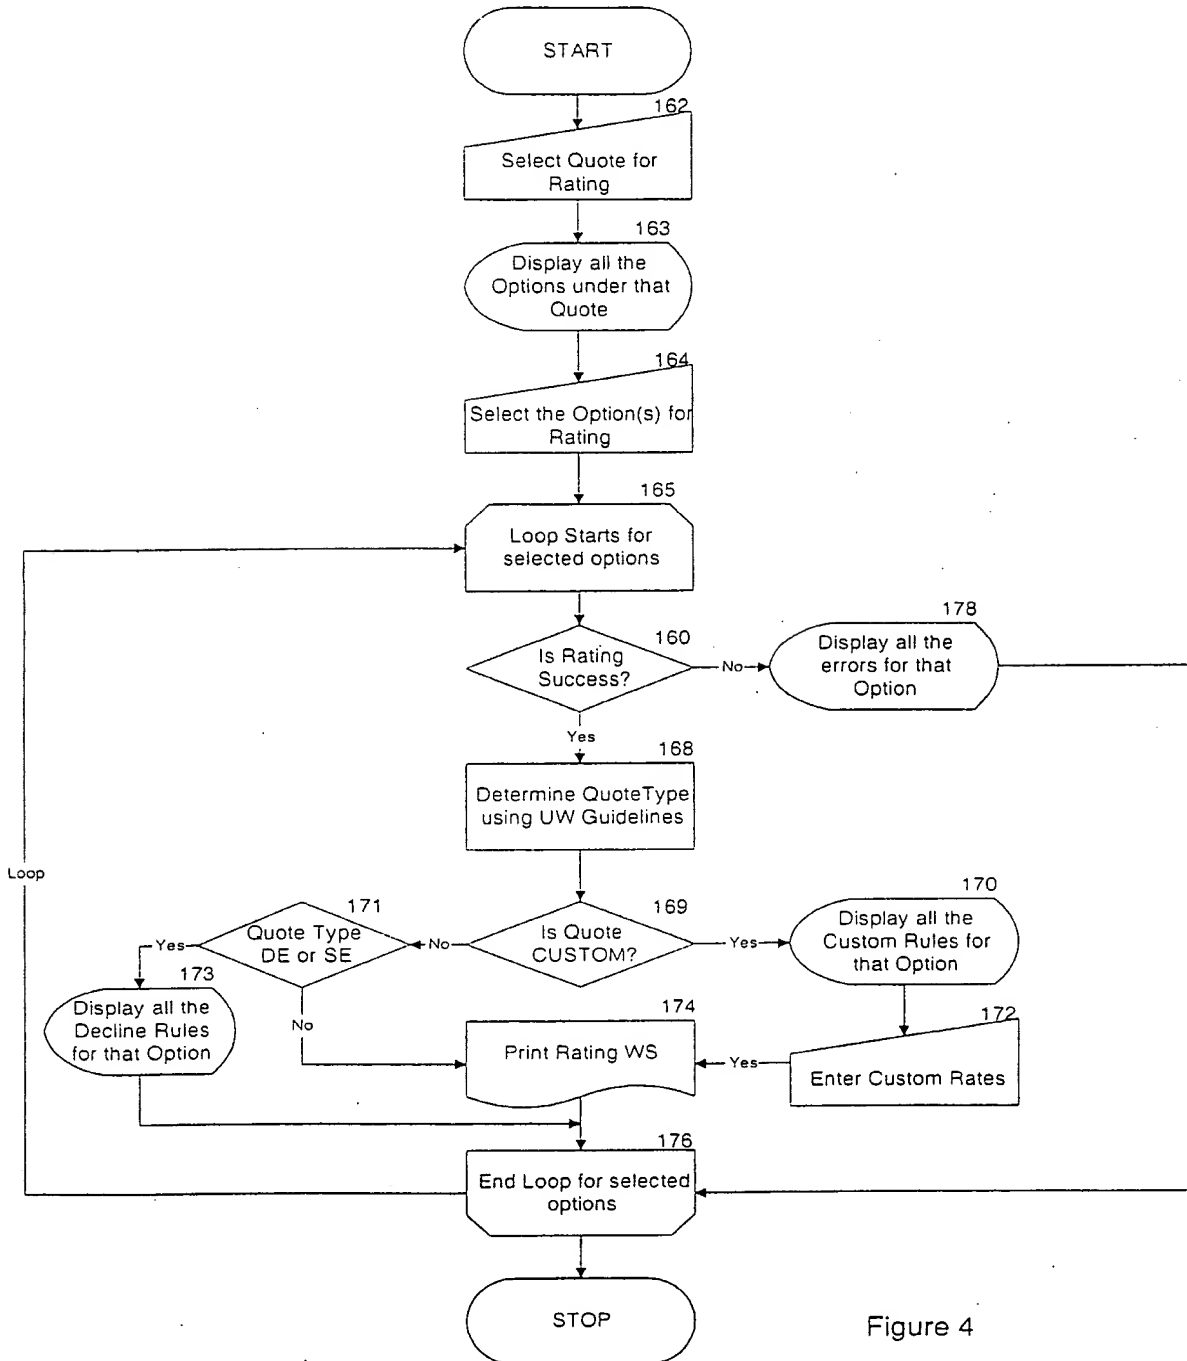 START
162
Select Quote for
Rating
163
Display all the
Options under that
Quote
164
Select the Option(s) for
Rating
165
Loop Starts for
selected options
160
Is Rating
Success?
No
178
Display all the
errors for that
Option
Yes
168
Determine QuoteType
using UW Guidelines
Loop
169
Is Quote
CUSTOM?
No
Yes
171
Quote Type
DE or SE
Yes
No
173
Display all the
Decline Rules
for that Option
170
Display all the
Custom Rules for
that Option
172
Enter Custom Rates
Yes
174
Print Rating WS
176
End Loop for selected
options
STOP
Figure 4